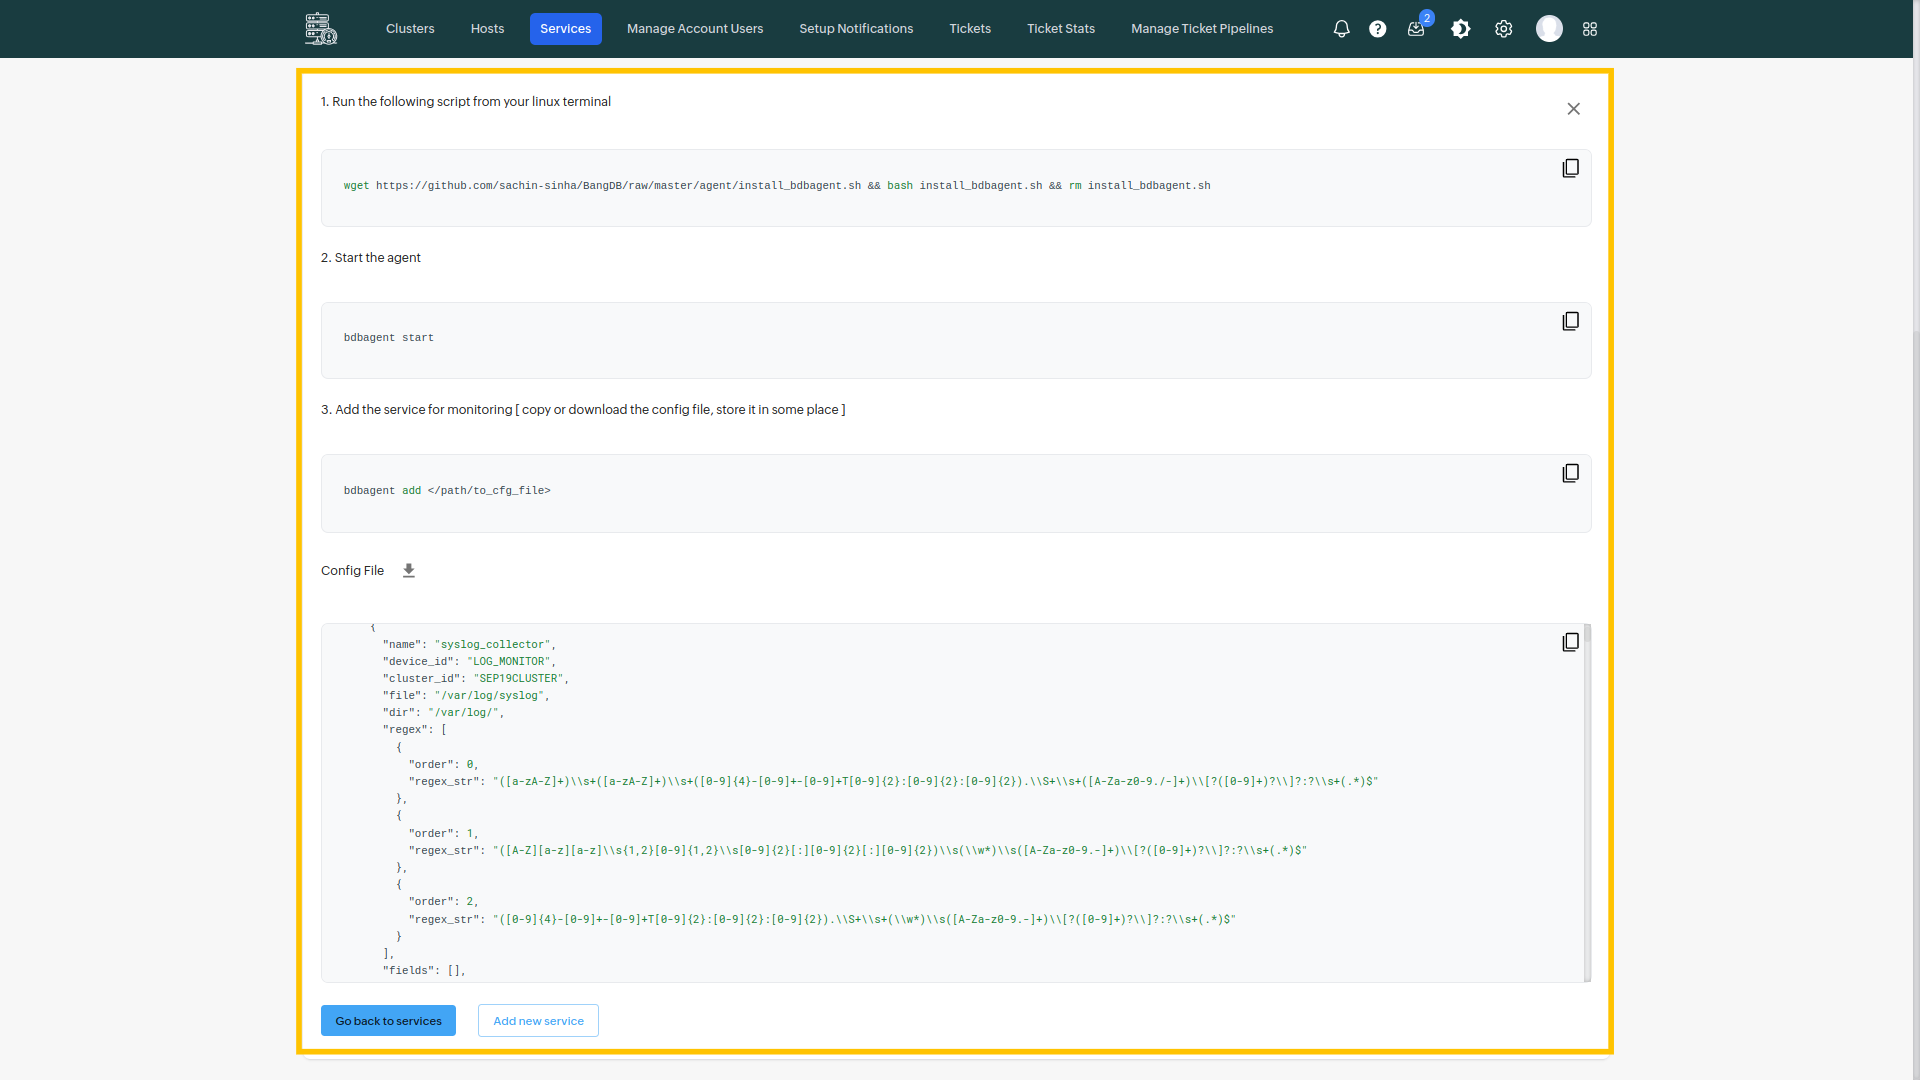 Clusters
Hosts
Services
Manage Account Users
Setup Notifications
Tickets
Ticket Stats
Manage Ticket Pipelines
2
1. Run the following script from your linux terminal
wget https://github.com/sachin-sinha/BangDB/raw/master/agent/install_bdbagent.sh && bash install_bdbagent.sh && rm install_bdbagent.sh
2. Start the agent
bdbagent start
3. Add the service for monitoring [ copy or download the config file, store it in some place ]
bdbagent add </path/to_cfg_file>
Config File
{
"name": "syslog_collector",
"device_id": "LOG_MONITOR",
"cluster_id": "SEP19CLUSTER",
"file": "/var/log/syslog",
"dir": "/var/log/",
"regex": [
{
"order": 0,
"regex_str": "([a-zA-Z]+)\\s+([a-zA-Z]+)\\s+([0-9]{4}-[0-9]+-[0-9]+T[0-9]{2}:[0-9]{2}:[0-9]{2}).\\S+\\s+([A-Za-z0-9./-]+)\\[?([0-9]+)?\\]?:?\\s+(.*)$"
},
{
"order": 1,
"regex_str": "([A-Z][a-z][a-z]\\s{1,2}[0-9]{1,2}\\s[0-9]{2}[:][0-9]{2}[:][0-9]{2})\\s(\\w*)\\s([A-Za-z0-9.-]+)\\[?([0-9]+)?\\]?:?\\s+(.*)$"
},
{
"order": 2,
"regex_str": "([0-9]{4}-[0-9]+-[0-9]+T[0-9]{2}:[0-9]{2}:[0-9]{2}).\\S+\\s+(\\w*)\\s([A-Za-z0-9.-]+)\\[?([0-9]+)?\\]?:?\\s+(.*)$"
}
],
"fields": [],
Go back to services
Add new service